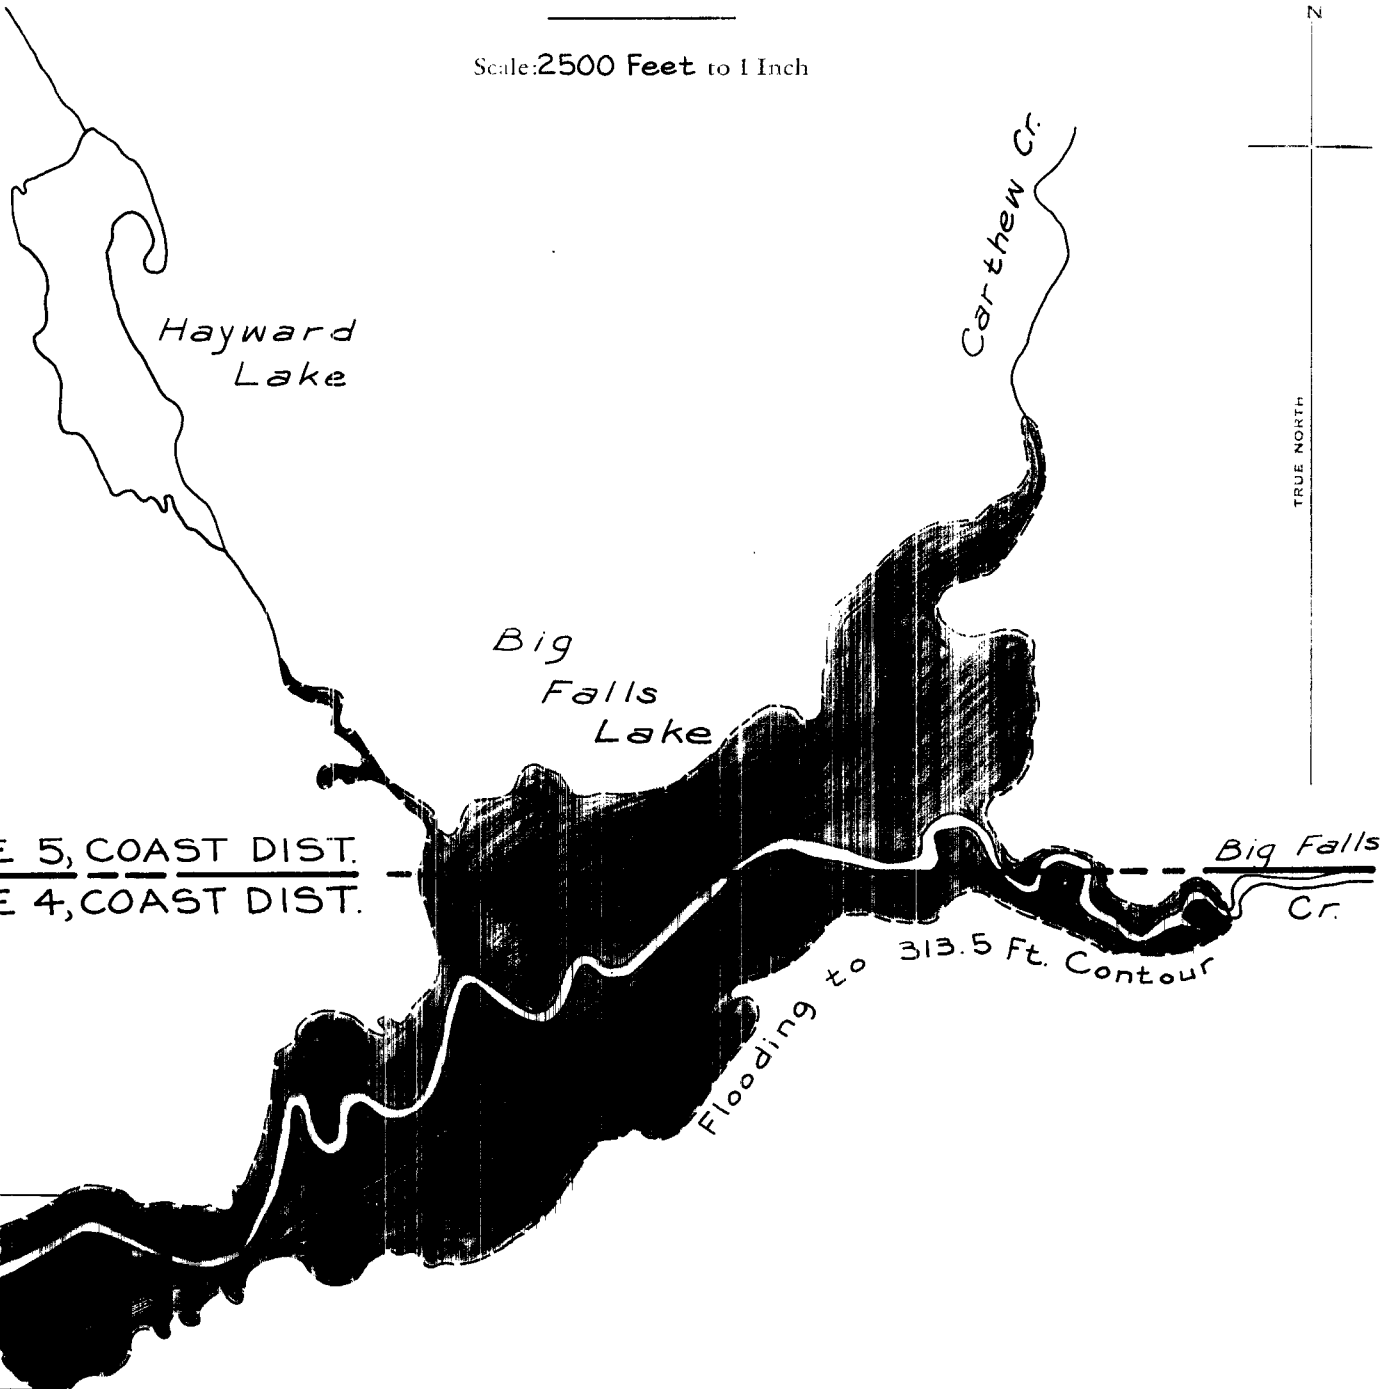 N
Scale:2500 Feet to 1 Inch
Carthew Cr.
Hayward
Lake
TRUE NORTH
Big
Falls
Lake
E 5, COAST DIST.
E 4, COAST DIST.
Big Falls
Cr.
Flooding to 313.5 Ft. Contour